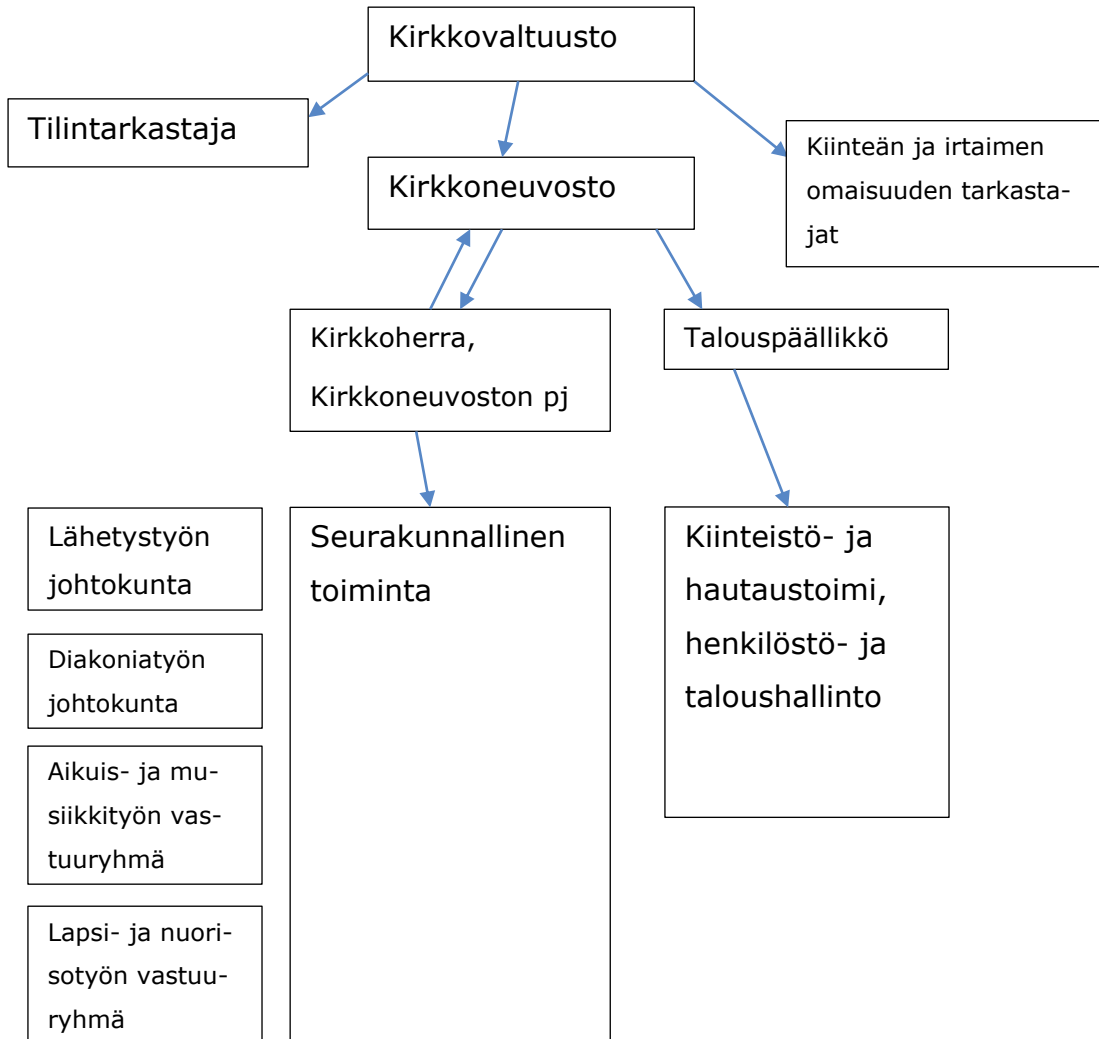 Kirkkovaltuusto
Tilintarkastaja
Kiinteän ja irtaimen
omaisuuden tarkasta-
jat
Kirkkoneuvosto
Kirkkoherra,
Kirkkoneuvoston pj
Talouspäällikkö
Lähetystyön
johtokunta
Diakoniatyön
johtokunta
Aikuis- ja mu-
siikkityön vas-
tuuryhmä
Lapsi- ja nuori-
sotyön vastuu-
ryhmä
Seurakunnallinen
toiminta
Kiinteistö- ja
hautaustoimi,
henkilöstö- ja
taloushallinto